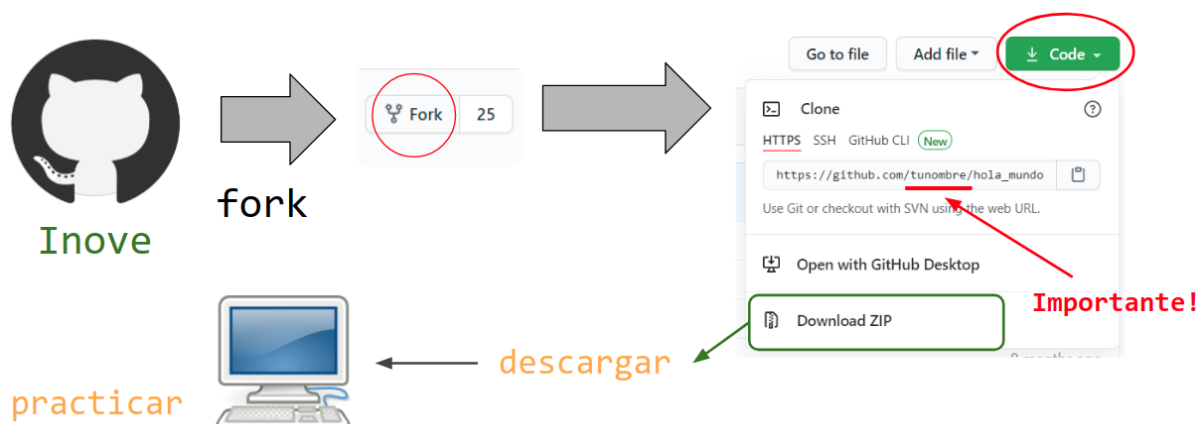 Inove
fork
Fork 25
Go to file Add file Code
Clone
HTTPS SSH GitHub CLI New
https://github.com/tunombre/hola_mundo
Use Git or checkout with SVN using the web URL.
Open with GitHub Desktop
Importante!
Download ZIP
months ago
descargar
practicar